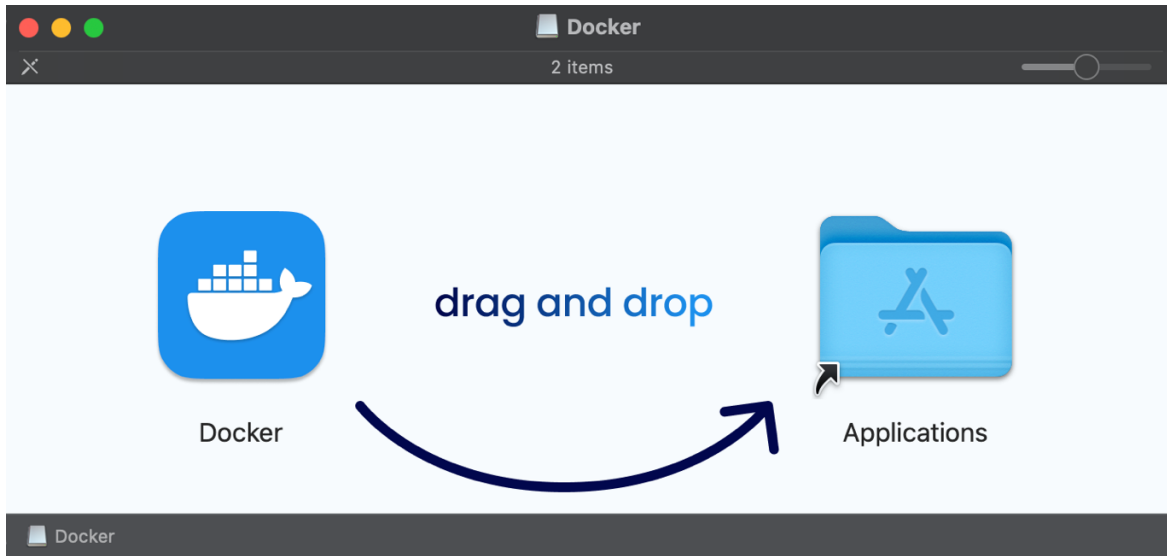 Docker
2 items
drag and drop
Docker
Applications
Docker